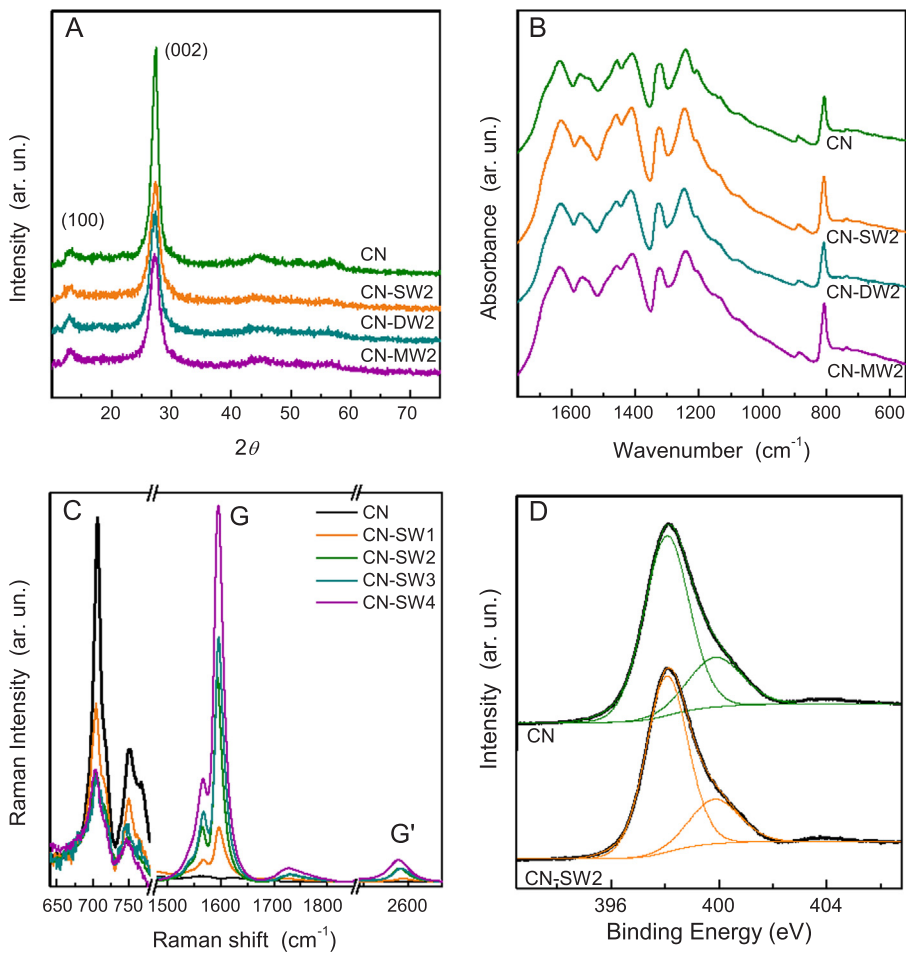 A
(002)
(100)
CN
CN-SW2
CN-DW2
CN-MW2
Intensity (ar. un.)
20 30 40 50 60 70
2θ
B
CN
CN-SW2
CN-DW2
CN-MW2
Absorbance (ar. un.)
1600 1400 1200 1000 800 600
Wavenumber (cm⁻¹)
C
G
CN
CN-SW1
CN-SW2
CN-SW3
CN-SW4
G'
Raman Intensity (ar. un.)
650 700 750 1500 1600 1700 1800 2600
Raman shift (cm⁻¹)
D
CN
CN-SW2
Intensity (ar. un.)
396 400 404
Binding Energy (eV)